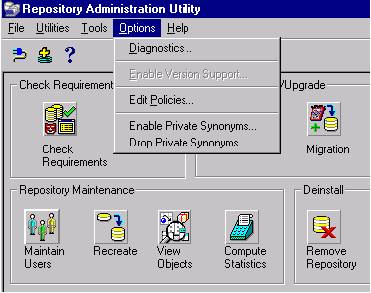 Repository Administration Utility
File Utilities Tools Options Help
Diagnostics...
Enable Version Support...
Edit Policies...
Enable Private Synonyms...
Drop Private Synonyms
Check Requirement
/Upgrade
Check
Requirements
Migration
Repository Maintenance
Deinstall
Maintain
Users
Recreate
View
Objects
Compute
Statistics
Remove
Repository